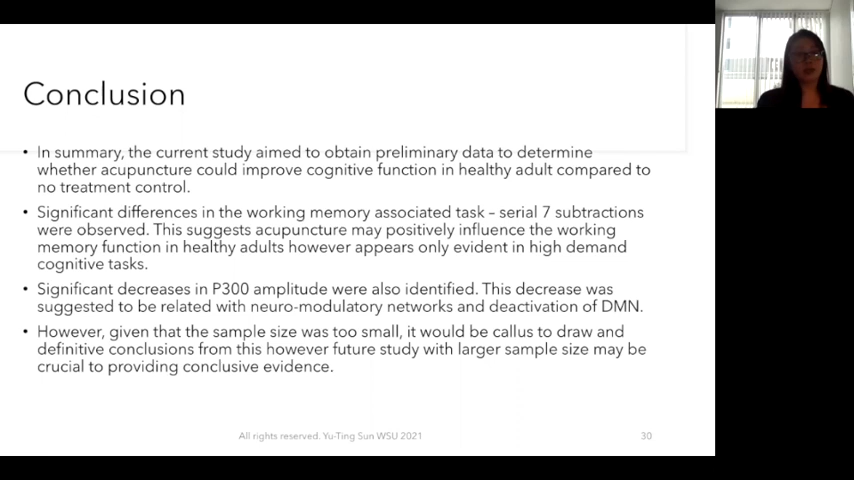 Conclusion
• In summary, the current study aimed to obtain preliminary data to determine
whether acupuncture could improve cognitive function in healthy adult compared to
no treatment control.
• Significant differences in the working memory associated task – serial 7 subtractions
were observed. This suggests acupuncture may positively influence the working
memory function in healthy adults however appears only evident in high demand
cognitive tasks.
• Significant decreases in P300 amplitude were also identified. This decrease was
suggested to be related with neuro-modulatory networks and deactivation of DMN.
• However, given that the sample size was too small, it would be callus to draw and
definitive conclusions from this however future study with larger sample size may be
crucial to providing conclusive evidence.
All rights reserved. Yu-Ting Sun WSU 2021
30